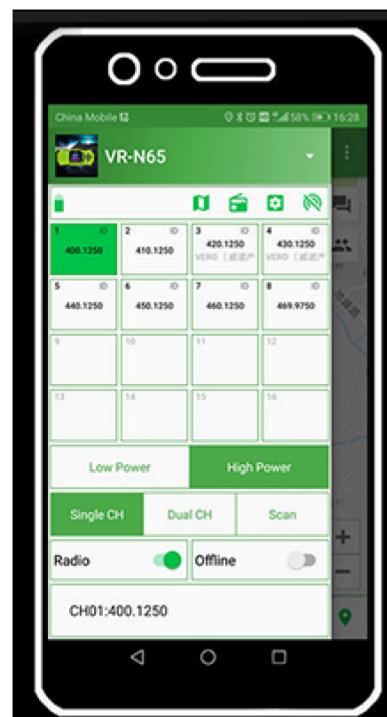 China Mobile 58% 16:28
VR-N65
1 ID 2 ID 3 ID 4 ID
400.1250 410.1250 420.1250 430.1250
VERO VERO
5 ID 6 ID 7 ID 8 ID
440.1250 450.1250 460.1250 469.9750
9 10 11 12
13 14 15 16
Low Power High Power
Single CH Dual CH Scan
Radio Offline
CH01:400.1250